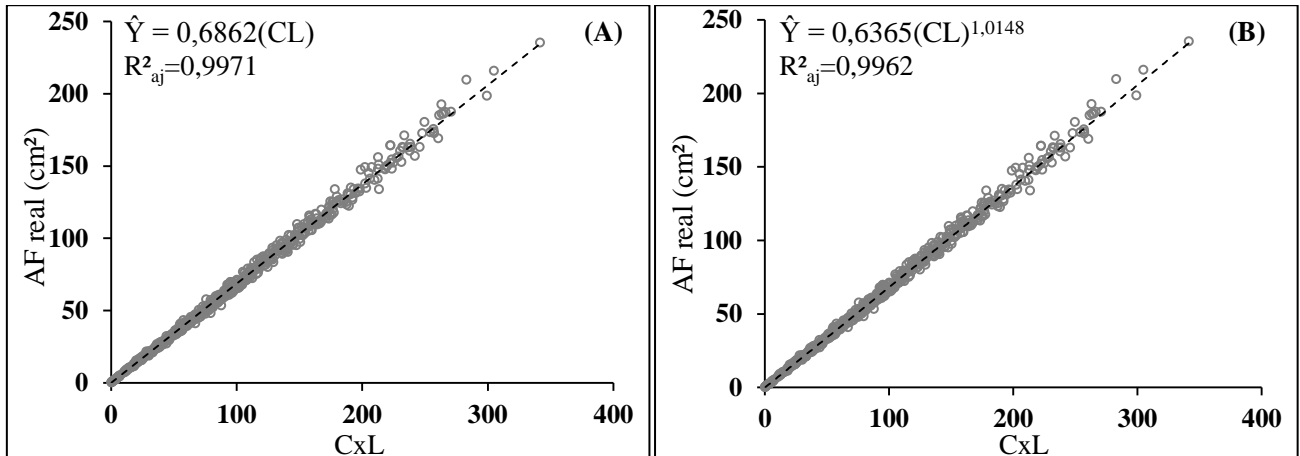 Ŷ = 0,6862(CL)
R²aj=0,9971
(A)
AF real (cm²)
250
200
150
100
50
0
0 100 200 300 400
CxL
Ŷ = 0,6365(CL)^1,0148
R²aj=0,9962
(B)
AF real (cm²)
250
200
150
100
50
0
0 100 200 300 400
CxL